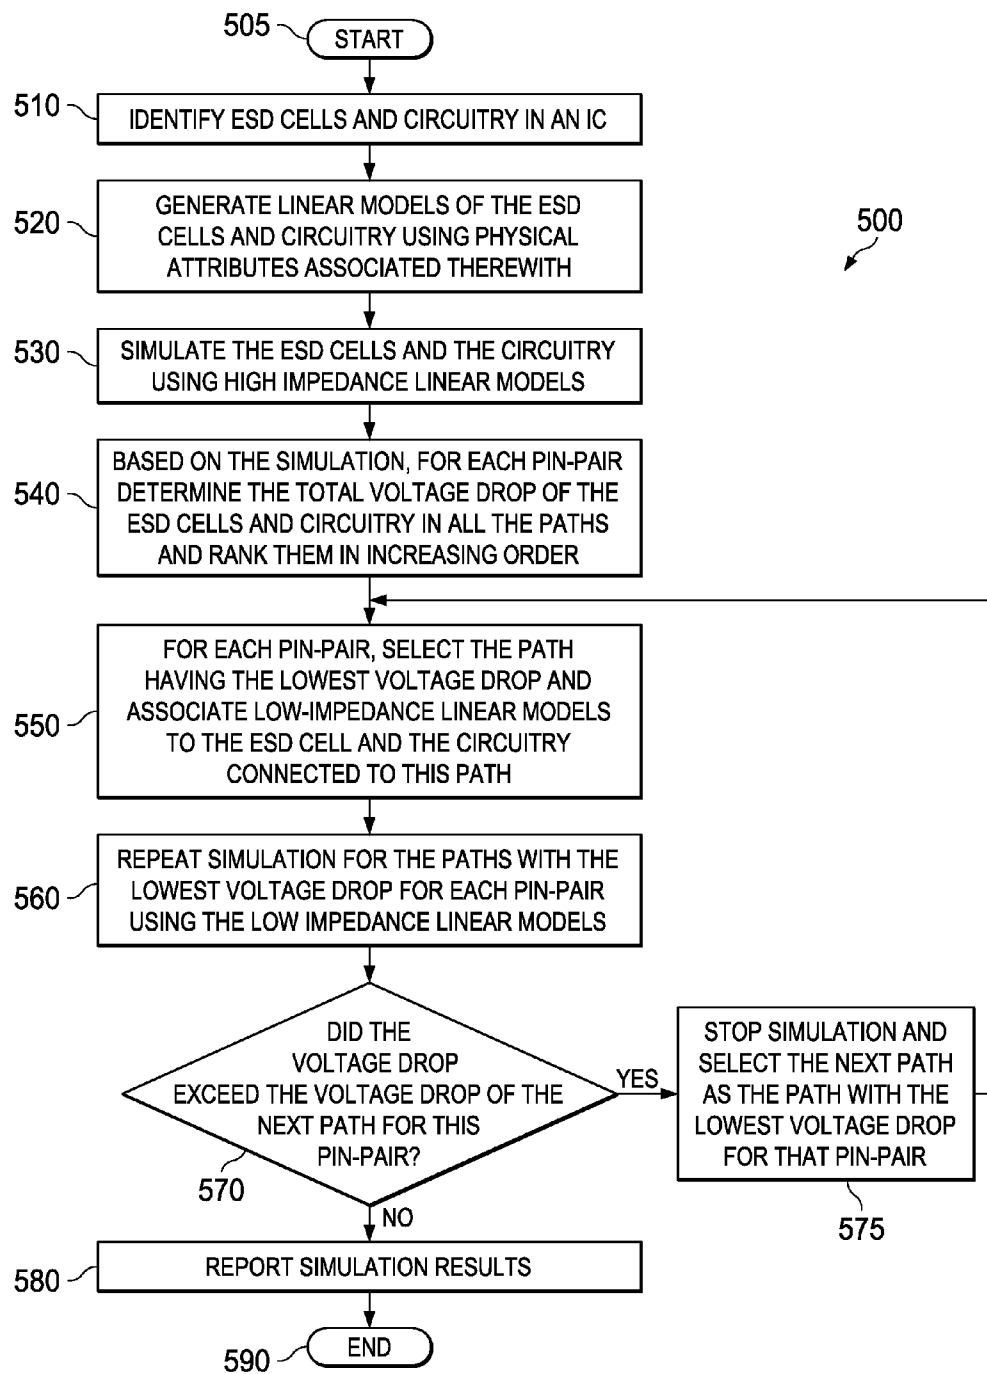 505
START
510
IDENTIFY ESD CELLS AND CIRCUITRY IN AN IC
520
GENERATE LINEAR MODELS OF THE ESD
CELLS AND CIRCUITRY USING PHYSICAL
ATTRIBUTES ASSOCIATED THEREWITH
500
530
SIMULATE THE ESD CELLS AND THE CIRCUITRY
USING HIGH IMPEDANCE LINEAR MODELS
540
BASED ON THE SIMULATION, FOR EACH PIN-PAIR
DETERMINE THE TOTAL VOLTAGE DROP OF THE
ESD CELLS AND CIRCUITRY IN ALL THE PATHS
AND RANK THEM IN INCREASING ORDER
550
FOR EACH PIN-PAIR, SELECT THE PATH
HAVING THE LOWEST VOLTAGE DROP AND
ASSOCIATE LOW-IMPEDANCE LINEAR MODELS
TO THE ESD CELL AND THE CIRCUITRY
CONNECTED TO THIS PATH
560
REPEAT SIMULATION FOR THE PATHS WITH THE
LOWEST VOLTAGE DROP FOR EACH PIN-PAIR
USING THE LOW IMPEDANCE LINEAR MODELS
DID THE
VOLTAGE DROP
EXCEED THE VOLTAGE DROP OF THE
NEXT PATH FOR THIS
PIN-PAIR?
570
YES
STOP SIMULATION AND
SELECT THE NEXT PATH
AS THE PATH WITH THE
LOWEST VOLTAGE DROP
FOR THAT PIN-PAIR
575
NO
580
REPORT SIMULATION RESULTS
590
END